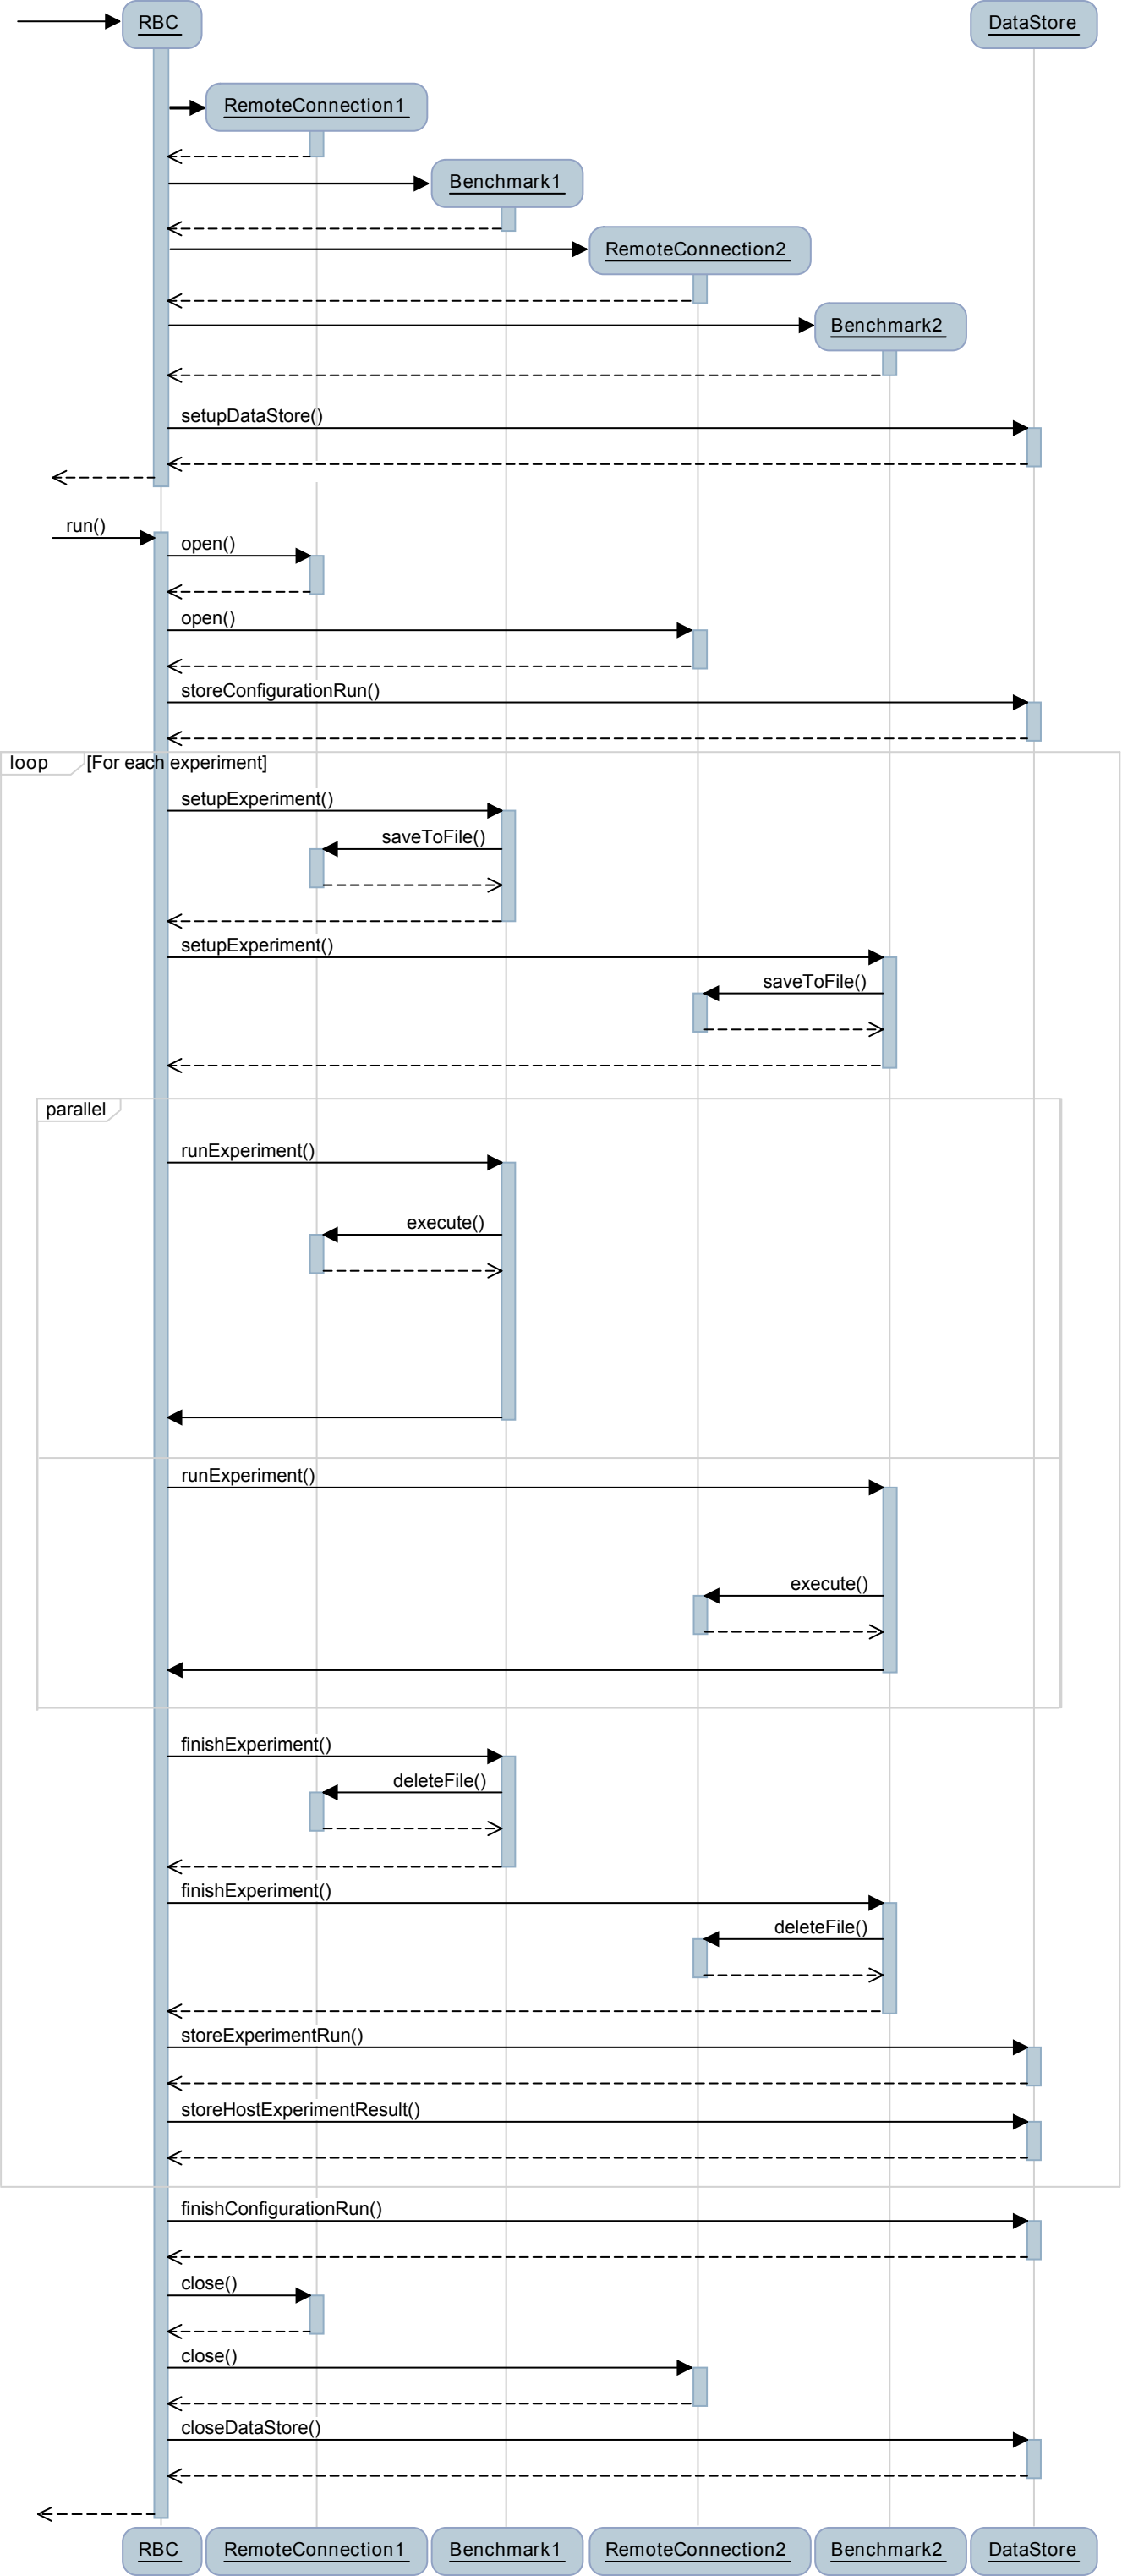 RBC
DataStore
RemoteConnection1
Benchmark1
RemoteConnection2
Benchmark2
setupDataStore()
run()
open()
open()
storeConfigurationRun()
loop [For each experiment]
setupExperiment()
saveToFile()
setupExperiment()
saveToFile()
parallel
runExperiment()
execute()
runExperiment()
execute()
finishExperiment()
deleteFile()
finishExperiment()
deleteFile()
storeExperimentRun()
storeHostExperimentResult()
finishConfigurationRun()
close()
close()
closeDataStore()
RBC
RemoteConnection1
Benchmark1
RemoteConnection2
Benchmark2
DataStore